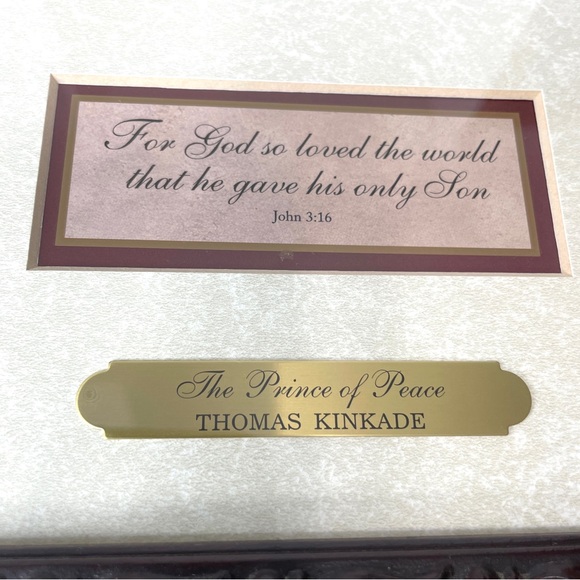 For God so loved the world
that he gave his only Son
John 3:16
The Prince of Peace
THOMAS KINKADE